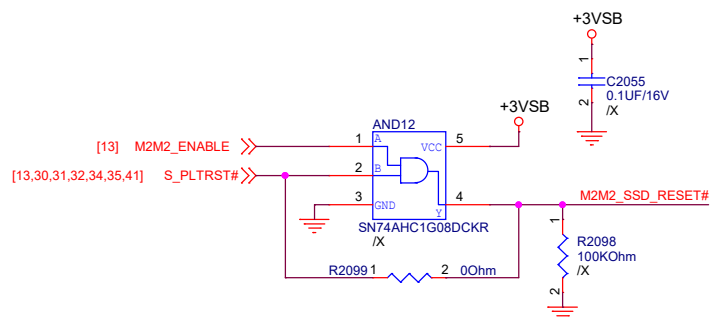 +3VSB
1
C2055
0.1UF/16V
2
/X
+3VSB
AND12
[13] M2M2_ENABLE
1
A
VCC
5
[13,30,31,32,34,35,41] S_PLTRST#
2
B
3
GND
Y
4
M2M2_SSD_RESET#
SN74AHC1G08DCKR
/X
1
R2098
100KOhm
/X
2
R2099 1
2 0Ohm